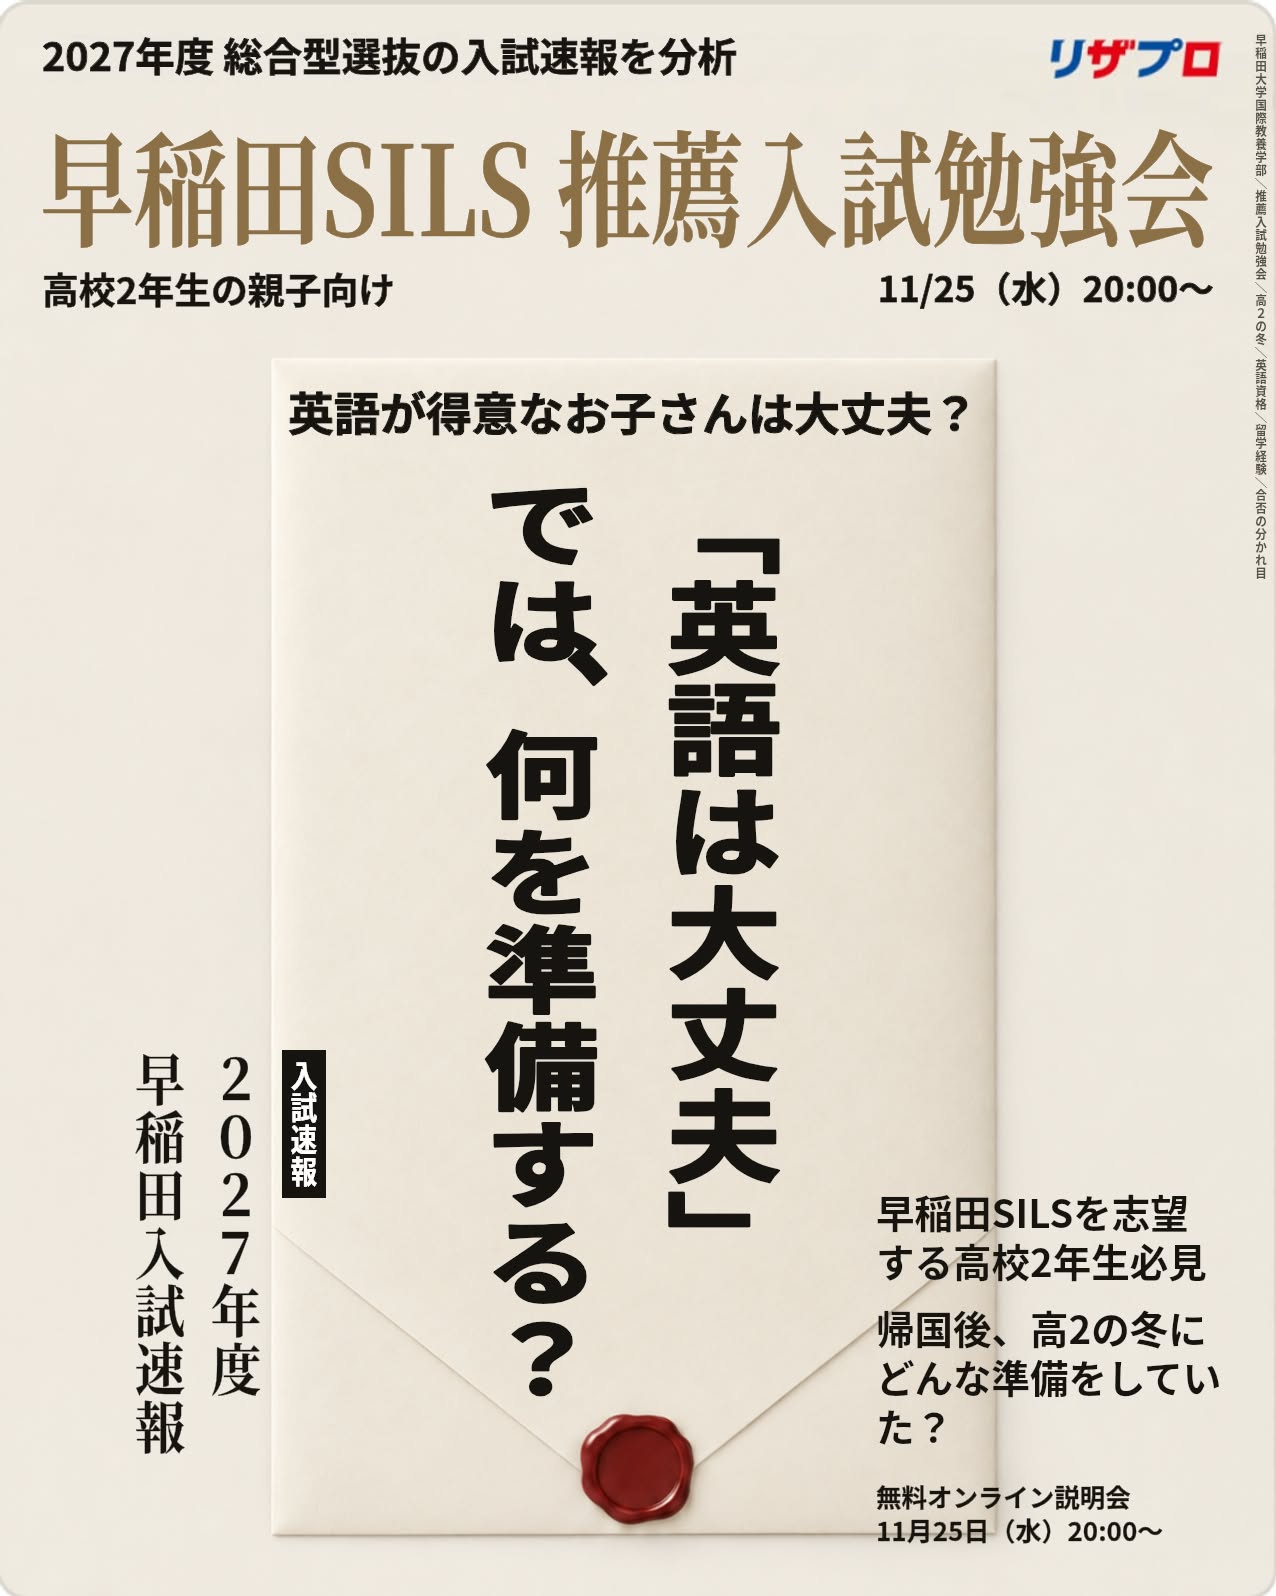 2027年度 総合型選抜の入試速報を分析
リザプロ
早稲田SILS 推薦入試勉強会
高校2年生の親子向け
11/25（水）20:00〜
早稲田大学国際教養学部／推薦入試勉強会／高2の冬／英語資格／留学経験／合否の分かれ目
英語が得意なお子さんは大丈夫？
「英語は大丈夫」
では、何を準備する？
入試速報
2027年度
早稲田入試速報
早稲田SILSを志望
する高校2年生必見
帰国後、高2の冬に
どんな準備をしてい
た？
無料オンライン説明会
11月25日（水）20:00〜